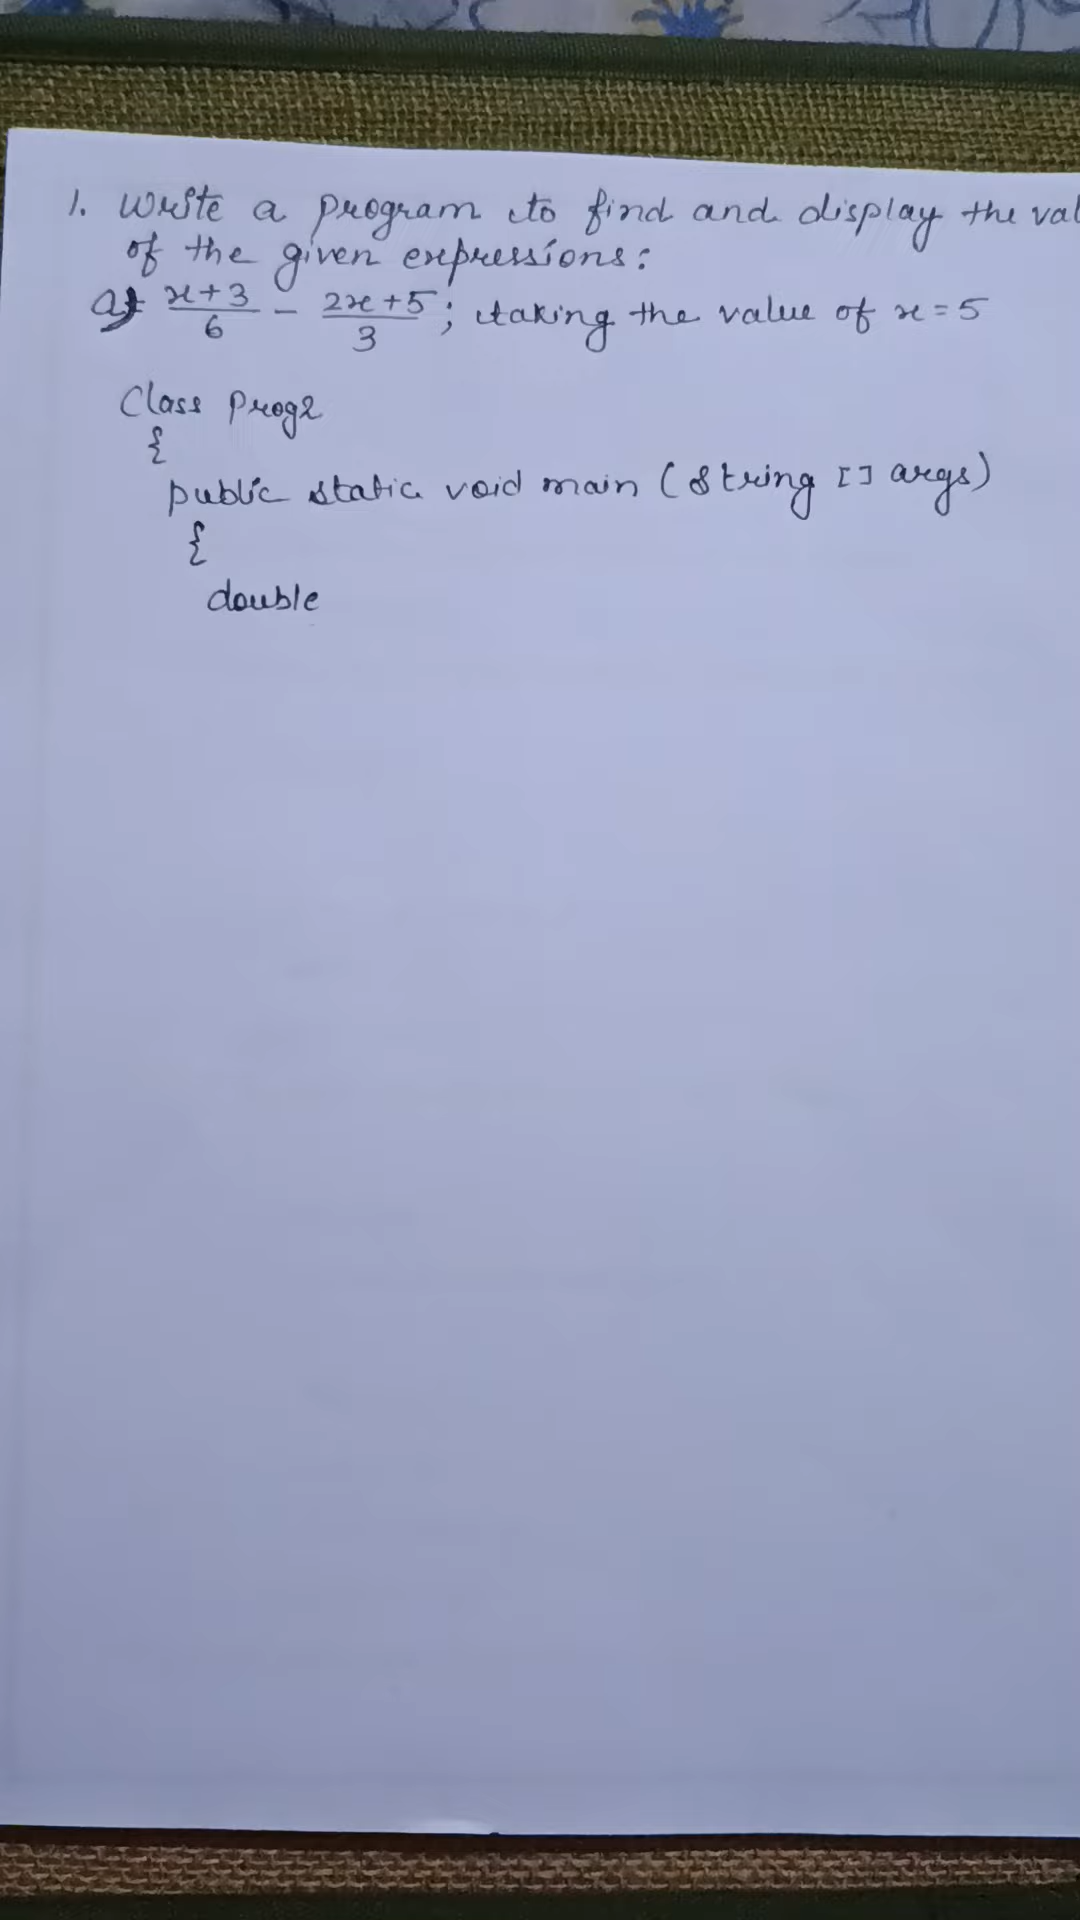 1. Write a program to find and display the val
of the given expressions:
a) x+3/6 - 2x+5/3; taking the value of x=5
Class Prog2
{
public static void main (String [] args)
{
double